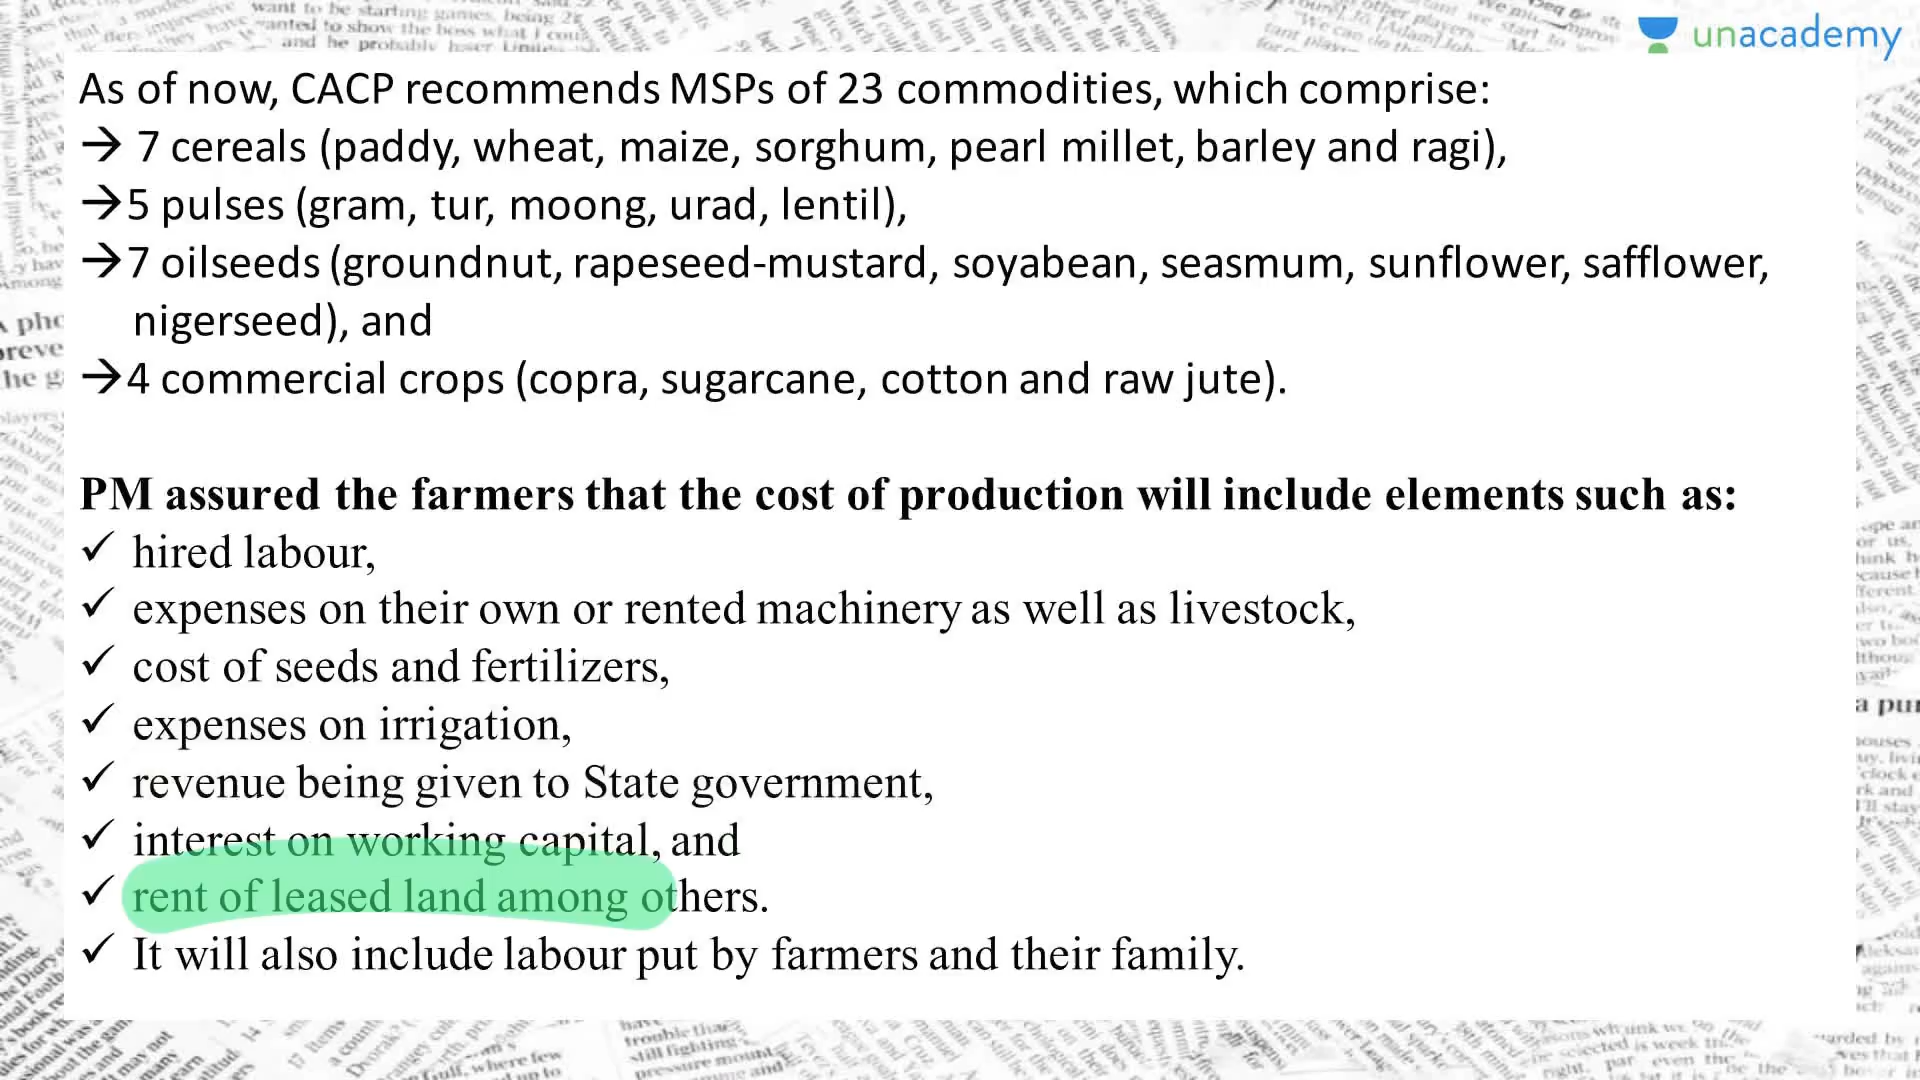 unacademy
As of now, CACP recommends MSPs of 23 commodities, which comprise:
→ 7 cereals (paddy, wheat, maize, sorghum, pearl millet, barley and ragi),
→5 pulses (gram, tur, moong, urad, lentil),
→7 oilseeds (groundnut, rapeseed-mustard, soyabean, seasmum, sunflower, safflower,
nigerseed), and
→4 commercial crops (copra, sugarcane, cotton and raw jute).
PM assured the farmers that the cost of production will include elements such as:
✓ hired labour,
✓ expenses on their own or rented machinery as well as livestock,
✓ cost of seeds and fertilizers,
✓ expenses on irrigation,
✓ revenue being given to State government,
✓ interest on working capital, and
✓ rent of leased land among others.
✓ It will also include labour put by farmers and their family.